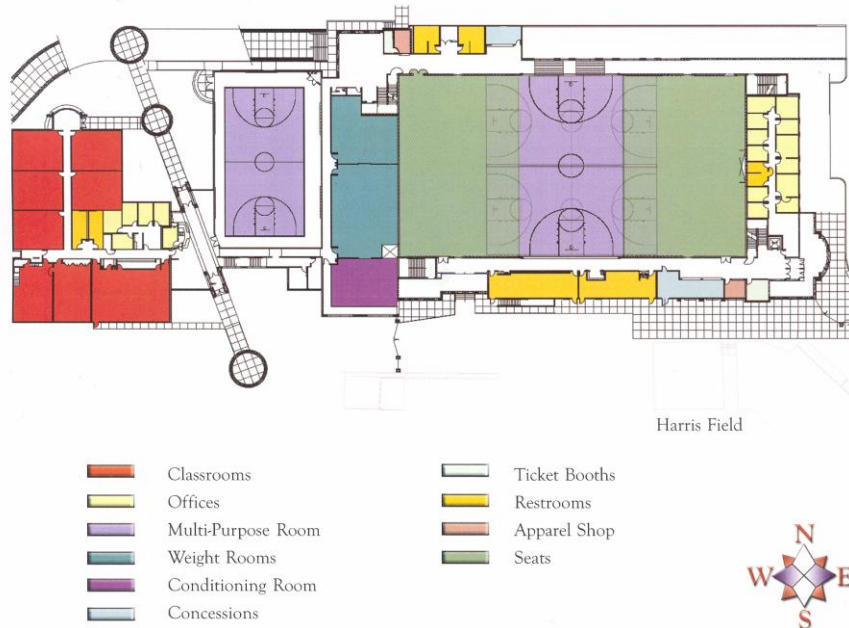 Harris Field
Classrooms
Offices
Multi-Purpose Room
Weight Rooms
Conditioning Room
Concessions
Ticket Booths
Restrooms
Apparel Shop
Seats
N
W E
S